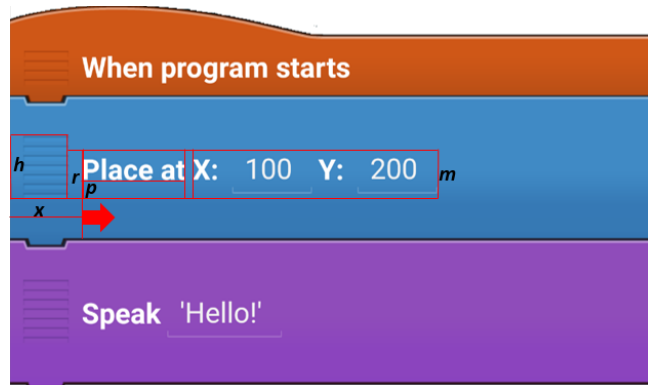 When program starts
h r Place at X: 100 Y: 200 m
p
x
Speak 'Hello!'